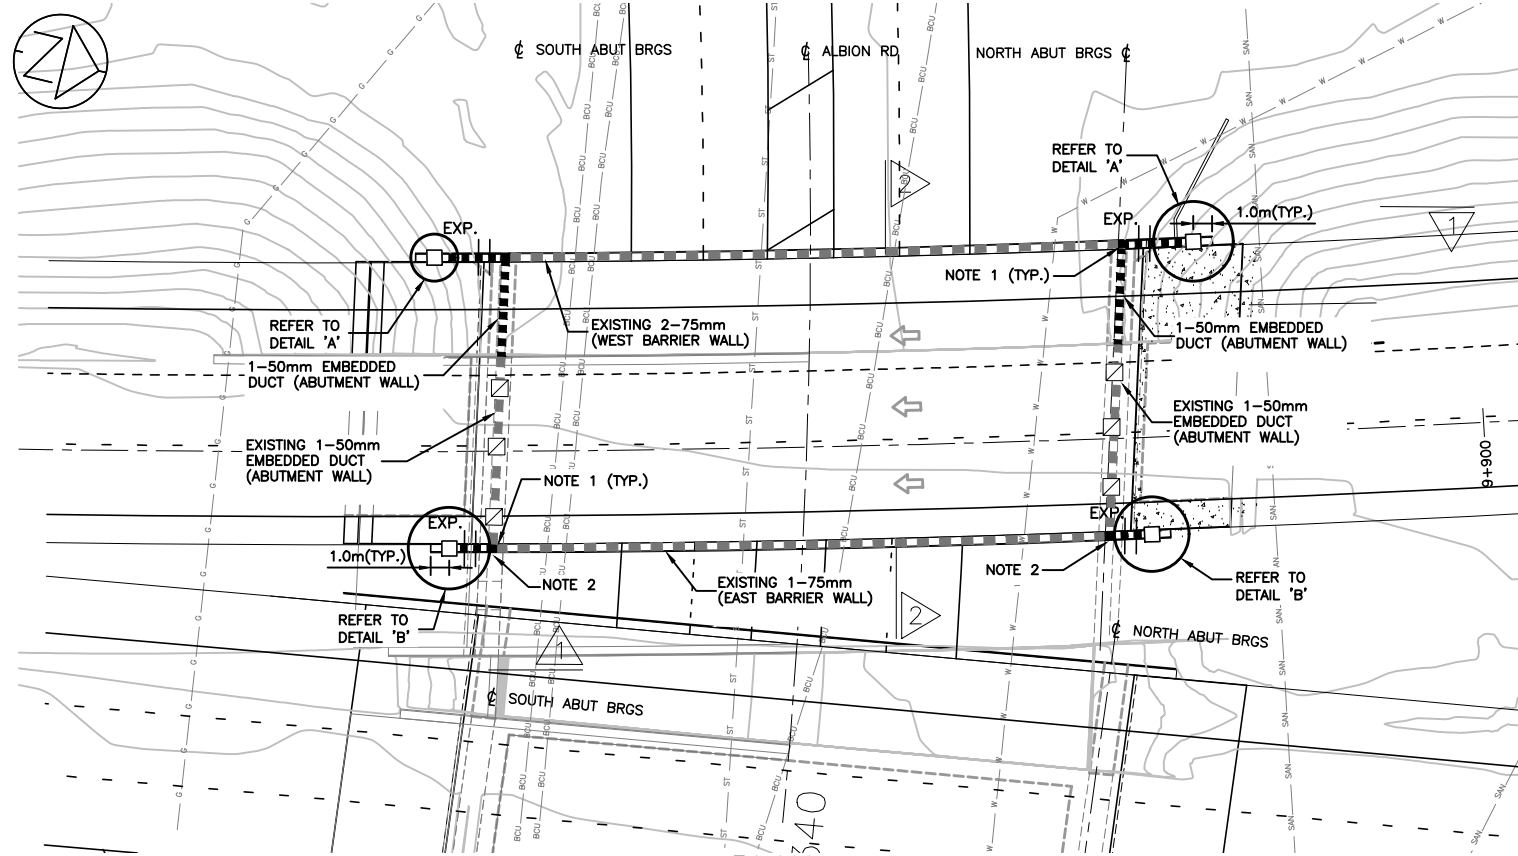 ℄ SOUTH ABUT BRGS
℄ ALBION RD
NORTH ABUT BRGS ℄
REFER TO
DETAIL 'A'
2
1.0m(TYP.)
1
EXP.
EXP.
NOTE 1 (TYP.)
REFER TO
DETAIL 'A'
EXISTING 2-75mm
(WEST BARRIER WALL)
1-50mm EMBEDDED
DUCT (ABUTMENT WALL)
1-50mm EMBEDDED
DUCT (ABUTMENT WALL)
EXISTING 1-50mm
EMBEDDED DUCT
(ABUTMENT WALL)
EXISTING 1-50mm
EMBEDDED DUCT
(ABUTMENT WALL)
9+900
NOTE 1 (TYP.)
EXP.
EXP.
1.0m(TYP.)
NOTE 2
NOTE 2
EXISTING 1-75mm
(EAST BARRIER WALL)
REFER TO
DETAIL 'B'
REFER TO
DETAIL 'B'
2
1
℄ NORTH ABUT BRGS
℄ SOUTH ABUT BRGS
G
BCU
ST
W
SAN